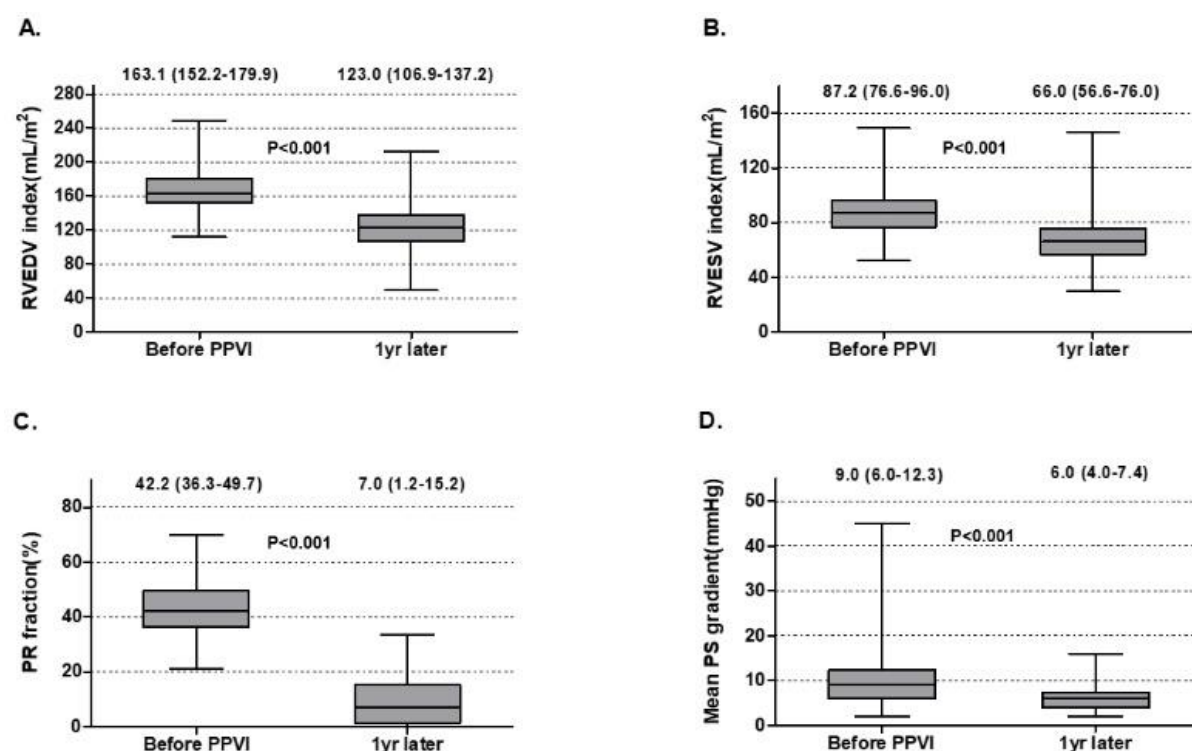 A.
163.1 (152.2-179.9) 123.0 (106.9-137.2)
RVEDV index(mL/m²)
280
240
200
160
120
80
40
0
P<0.001
Before PPVI 1yr later
B.
87.2 (76.6-96.0) 66.0 (56.6-76.0)
RVESV index(mL/m²)
160
120
80
40
0
P<0.001
Before PPVI 1yr later
C.
42.2 (36.3-49.7) 7.0 (1.2-15.2)
PR fraction(%)
80
60
40
20
0
P<0.001
Before PPVI 1yr later
D.
9.0 (6.0-12.3) 6.0 (4.0-7.4)
Mean PS gradient(mmHg)
50
40
30
20
10
0
P<0.001
Before PPVI 1yr later